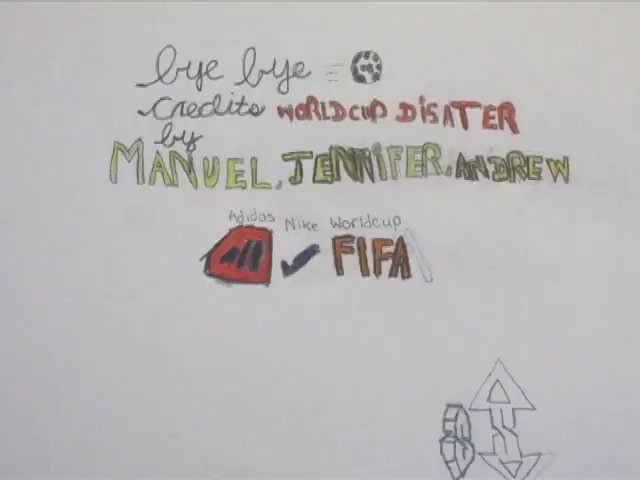 bye bye
Credits WORLDCUP DISATER
by
MANUEL, JENNIFER, ANDREW
Adidas Nike Worldcup
FIFA